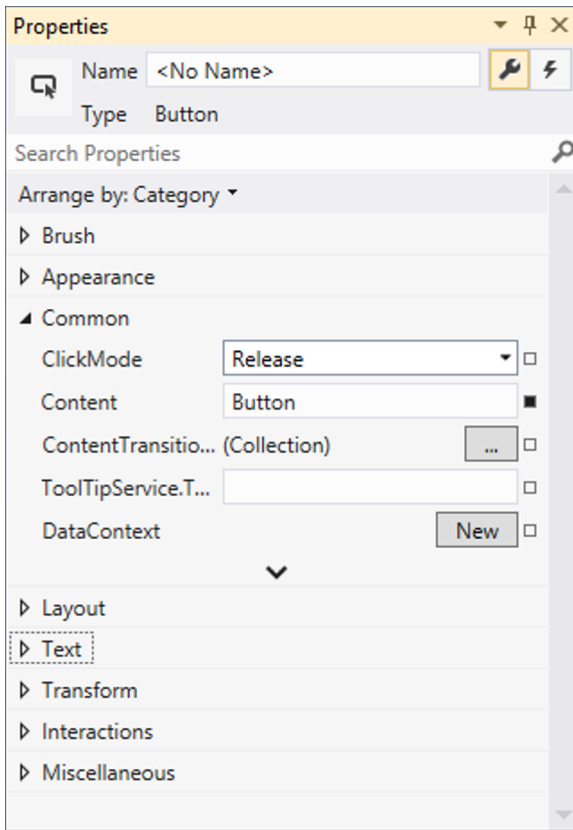 Properties
Name <No Name>
Type Button
Search Properties
Arrange by: Category
Brush
Appearance
Common
ClickMode Release
Content Button
ContentTransitio... (Collection) ...
ToolTipService.T...
DataContext New
Layout
Text
Transform
Interactions
Miscellaneous